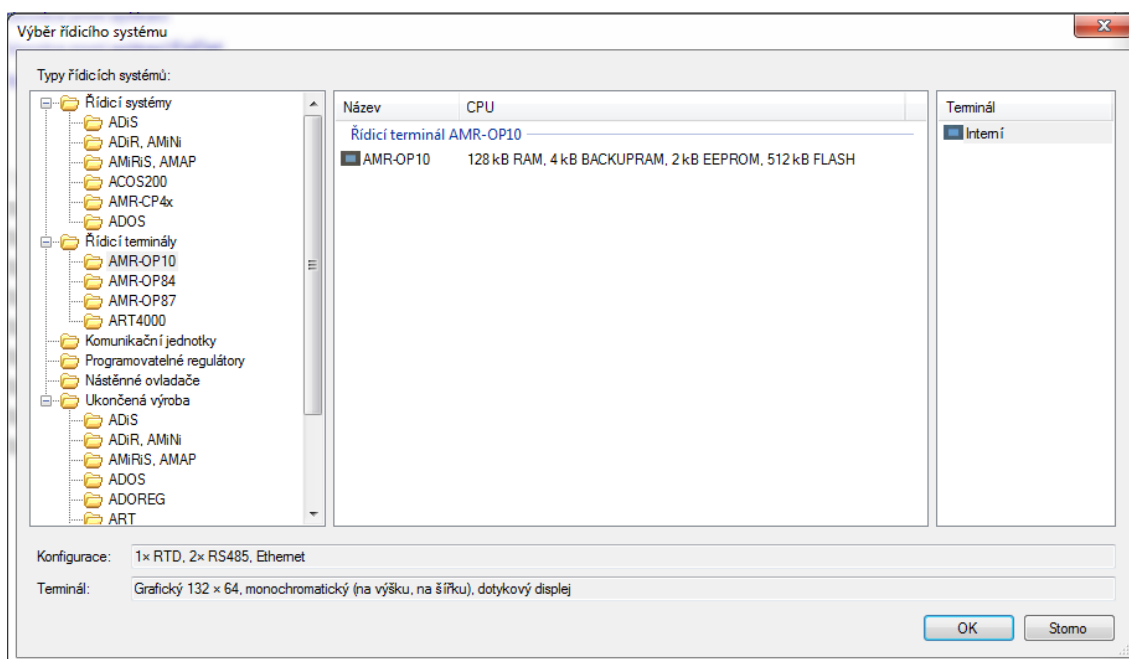 Výběr řídicího systému
Typy řídicích systémů:
Řídicí systémy
ADiS
ADiR, AMiNi
AMiRiS, AMAP
ACOS200
AMR-CP4x
ADOS
Řídicí terminály
AMR-OP10
AMR-OP84
AMR-OP87
ART4000
Komunikační jednotky
Programovatelné regulátory
Nástěnné ovladače
Ukončená výroba
ADiS
ADiR, AMiNi
AMiRiS, AMAP
ADOS
ADOREG
ART
Název CPU
Řídicí terminál AMR-OP10
AMR-OP10 128 kB RAM, 4 kB BACKUPRAM, 2 kB EEPROM, 512 kB FLASH
Terminál
Interní
Konfigurace: 1× RTD, 2× RS485, Ethernet
Terminál: Grafický 132 × 64, monochromatický (na výšku, na šířku), dotykový displej
OK Storno